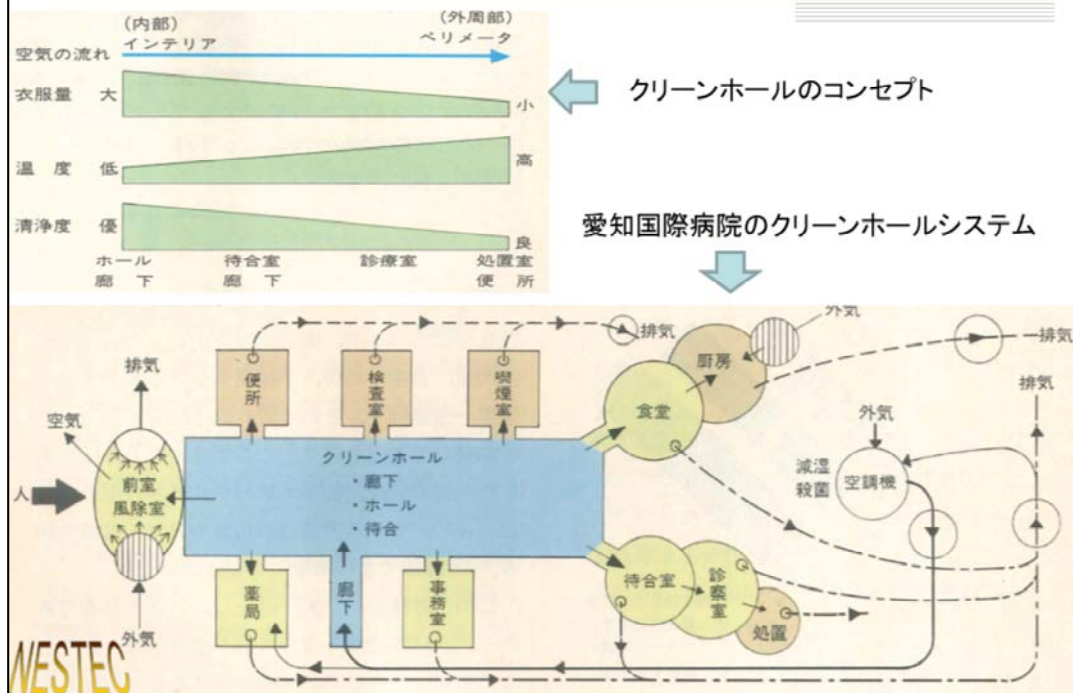 (内部)
インテリア
(外周部)
ペリメータ
空気の流れ
衣服量 大
小
温度 低
高
清浄度 優
良
ホール
廊下
待合室
廊下
診療室
処置室
便所
クリーンホールのコンセプト
愛知国際病院のクリーンホールシステム
排気
空気
人
前室
風除室
外気
便所
検査室
喫煙室
排気
クリーンホール
・廊下
・ホール
・待合
薬局
廊下
事務室
食堂
厨房
外気
排気
排気
外気
減湿
殺菌
空調機
待合室
診察室
処置
WESTEC